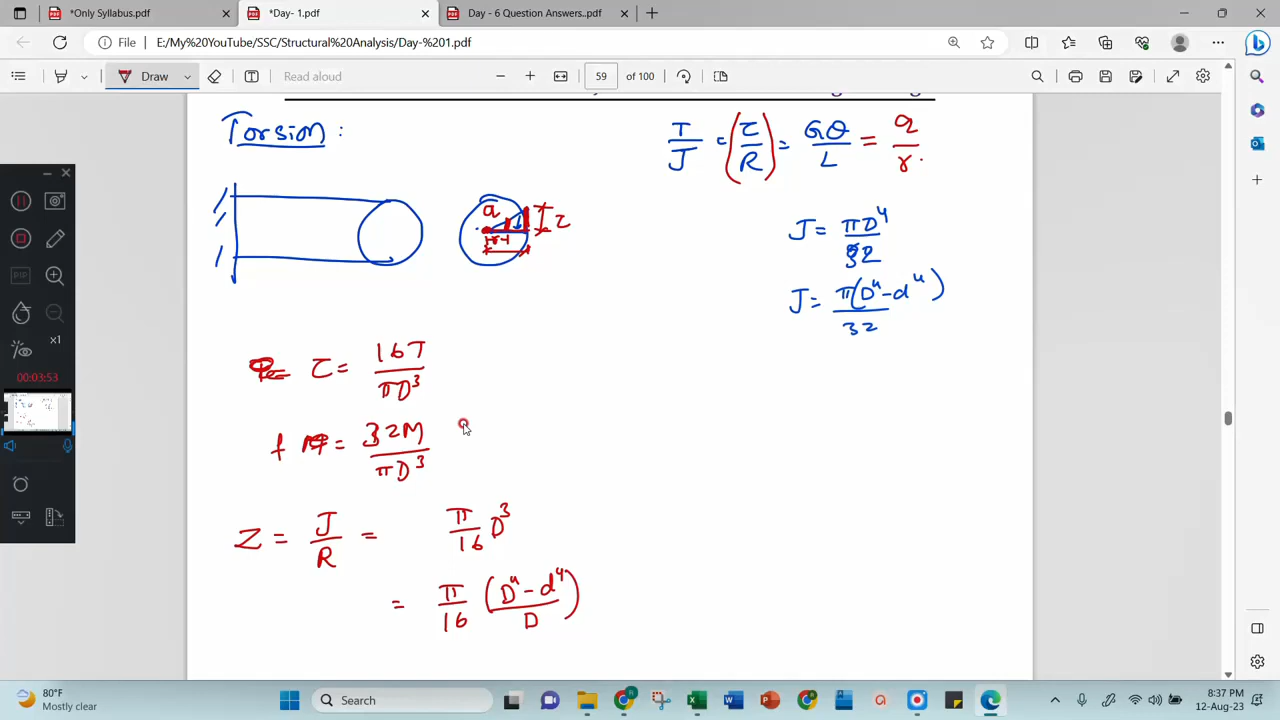 *Only Syllabus.pdf
*Day- 1.pdf
Day - 6 Question Answers..pdf
File
E:/My%20YouTube/SSC/Structural%20Analysis/Day-%201.pdf
Draw
Read aloud
59 of 100
Torsion :
T/J = (τ/R) = Gθ/L = q/r
J = πD⁴/32
J = π(D⁴-d⁴)/32
q
r
τ
τ = 16T/πD³
f = 32M/πD³
Z = J/R = π/16 D³
= π/16 (D⁴-d⁴/D)
PIP
×1
00:03:53
80°F
Mostly clear
Search
8:37 PM
12-Aug-23